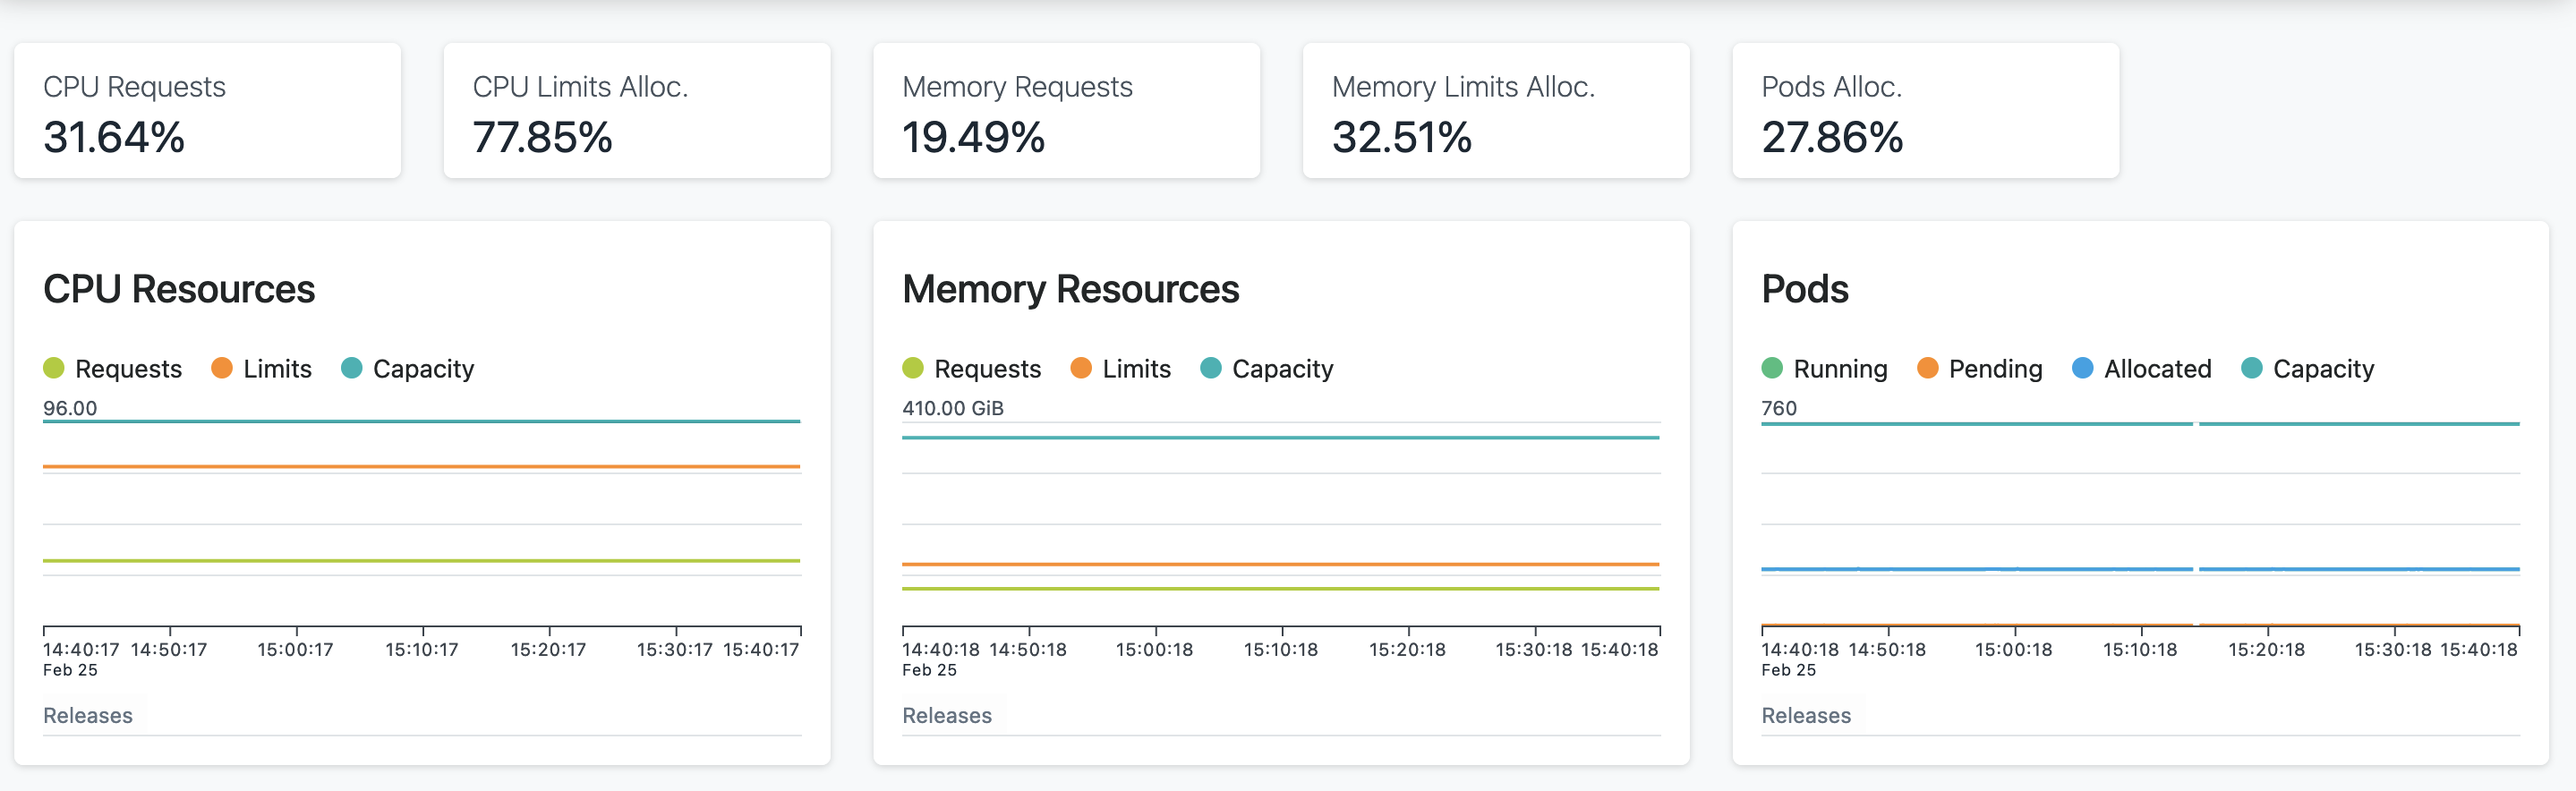 CPU Requests
31.64%
CPU Limits Alloc.
77.85%
Memory Requests
19.49%
Memory Limits Alloc.
32.51%
Pods Alloc.
27.86%
CPU Resources
Requests Limits Capacity
96.00
14:40:17 14:50:17 15:00:17 15:10:17 15:20:17 15:30:17 15:40:17
Feb 25
Releases
Memory Resources
Requests Limits Capacity
410.00 GiB
14:40:18 14:50:18 15:00:18 15:10:18 15:20:18 15:30:18 15:40:18
Feb 25
Releases
Pods
Running Pending Allocated Capacity
760
14:40:18 14:50:18 15:00:18 15:10:18 15:20:18 15:30:18 15:40:18
Feb 25
Releases